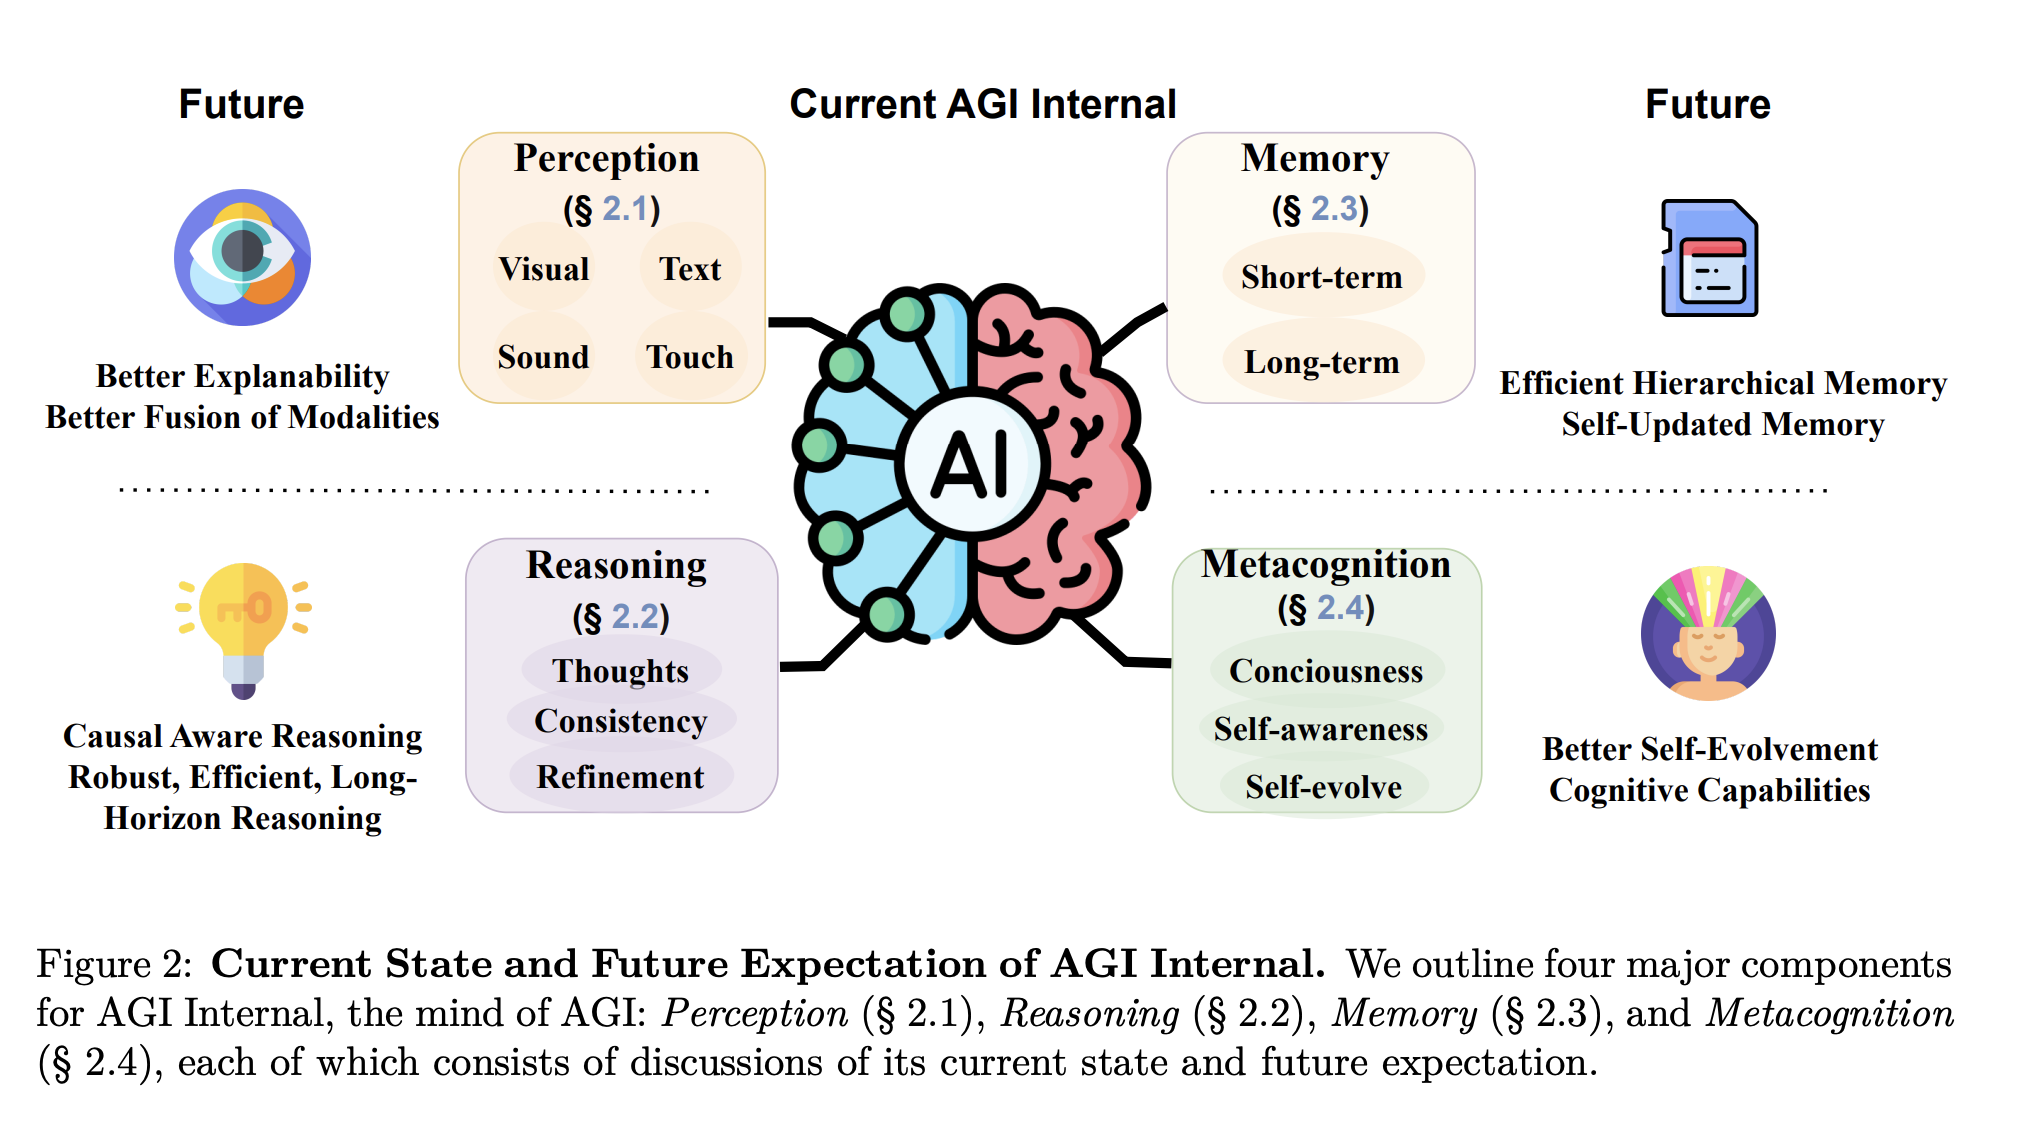 Future
Current AGI Internal
Future
Perception
(§ 2.1)
Visual
Text
Sound
Touch
Better Explanability
Better Fusion of Modalities
Memory
(§ 2.3)
Short-term
Long-term
Efficient Hierarchical Memory
Self-Updated Memory
AI
Reasoning
(§ 2.2)
Thoughts
Consistency
Refinement
Causal Aware Reasoning
Robust, Efficient, Long-
Horizon Reasoning
Metacognition
(§ 2.4)
Conciousness
Self-awareness
Self-evolve
Better Self-Evolvement
Cognitive Capabilities
Figure 2: Current State and Future Expectation of AGI Internal. We outline four major components
for AGI Internal, the mind of AGI: Perception (§ 2.1), Reasoning (§ 2.2), Memory (§ 2.3), and Metacognition
(§ 2.4), each of which consists of discussions of its current state and future expectation.